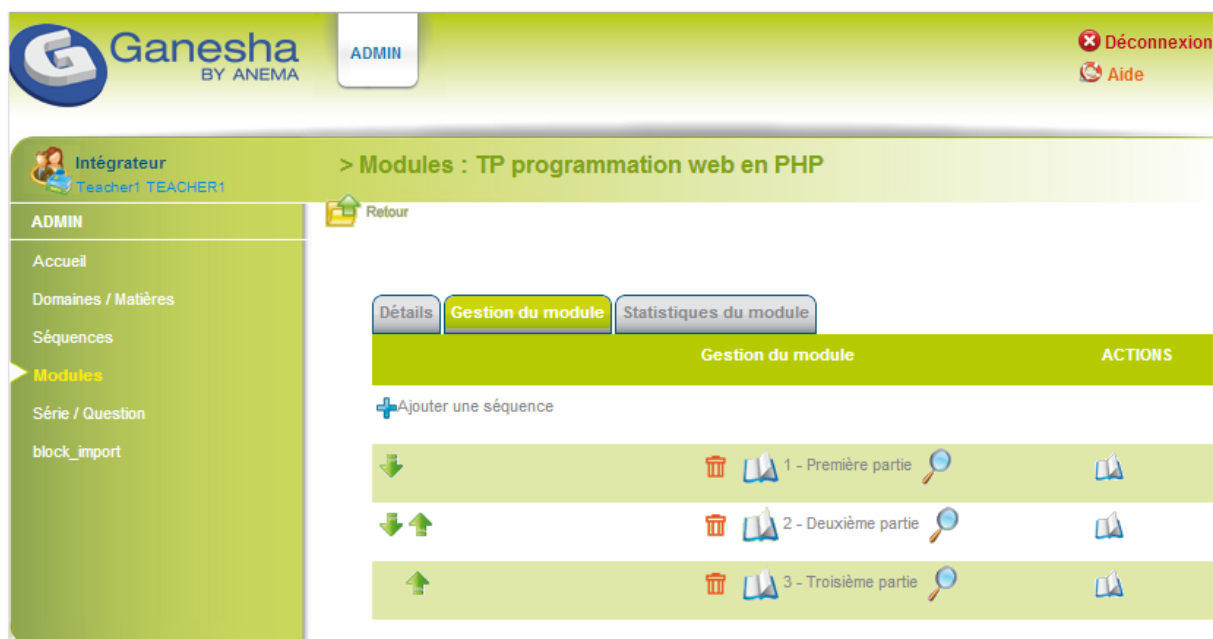 Ganesha
BY ANEMA
ADMIN
Déconnexion
Aide
Intégrateur
Teacher1 TEACHER1
> Modules : TP programmation web en PHP
Retour
ADMIN
Accueil
Domaines / Matières
Séquences
Modules
Série / Question
block_import
Détails
Gestion du module
Statistiques du module
Gestion du module
ACTIONS
Ajouter une séquence
1 - Première partie
2 - Deuxième partie
3 - Troisième partie